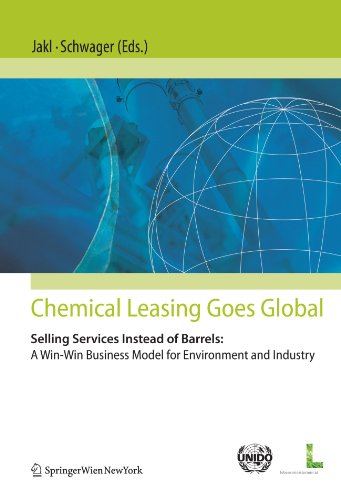 Jakl · Schwager (Eds.)
Chemical Leasing Goes Global
Selling Services Instead of Barrels:
A Win-Win Business Model for Environment and Industry
SpringerWienNewYork
UNIDO
L